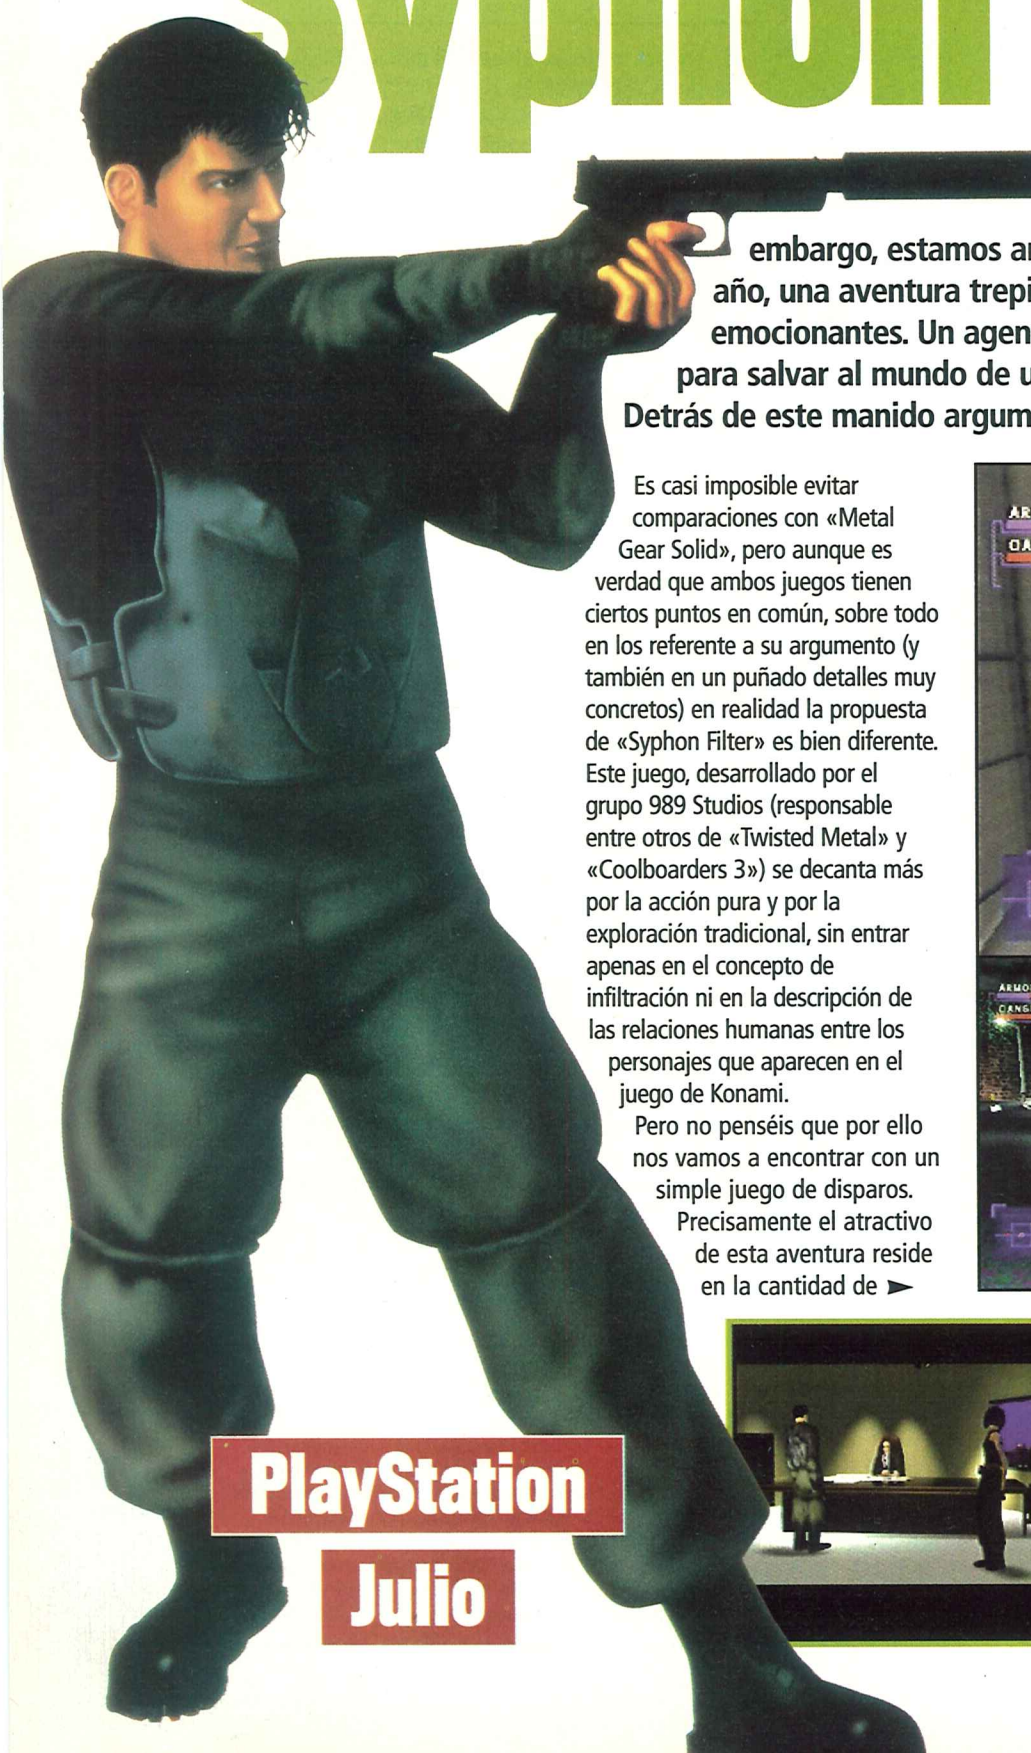 Syphon
embargo, estamos an
año, una aventura trepi
emocionantes. Un agen
para salvar al mundo de u
Detrás de este manido argum
Es casi imposible evitar
comparaciones con «Metal
Gear Solid», pero aunque es
verdad que ambos juegos tienen
ciertos puntos en común, sobre todo
en los referente a su argumento (y
también en un puñado detalles muy
concretos) en realidad la propuesta
de «Syphon Filter» es bien diferente.
Este juego, desarrollado por el
grupo 989 Studios (responsable
entre otros de «Twisted Metal» y
«Coolboarders 3») se decanta más
por la acción pura y por la
exploración tradicional, sin entrar
apenas en el concepto de
infiltración ni en la descripción de
las relaciones humanas entre los
personajes que aparecen en el
juego de Konami.
Pero no penséis que por ello
nos vamos a encontrar con un
simple juego de disparos.
Precisamente el atractivo
de esta aventura reside
en la cantidad de ►
AR
DA
ARMO
DANG
PlayStation
Julio